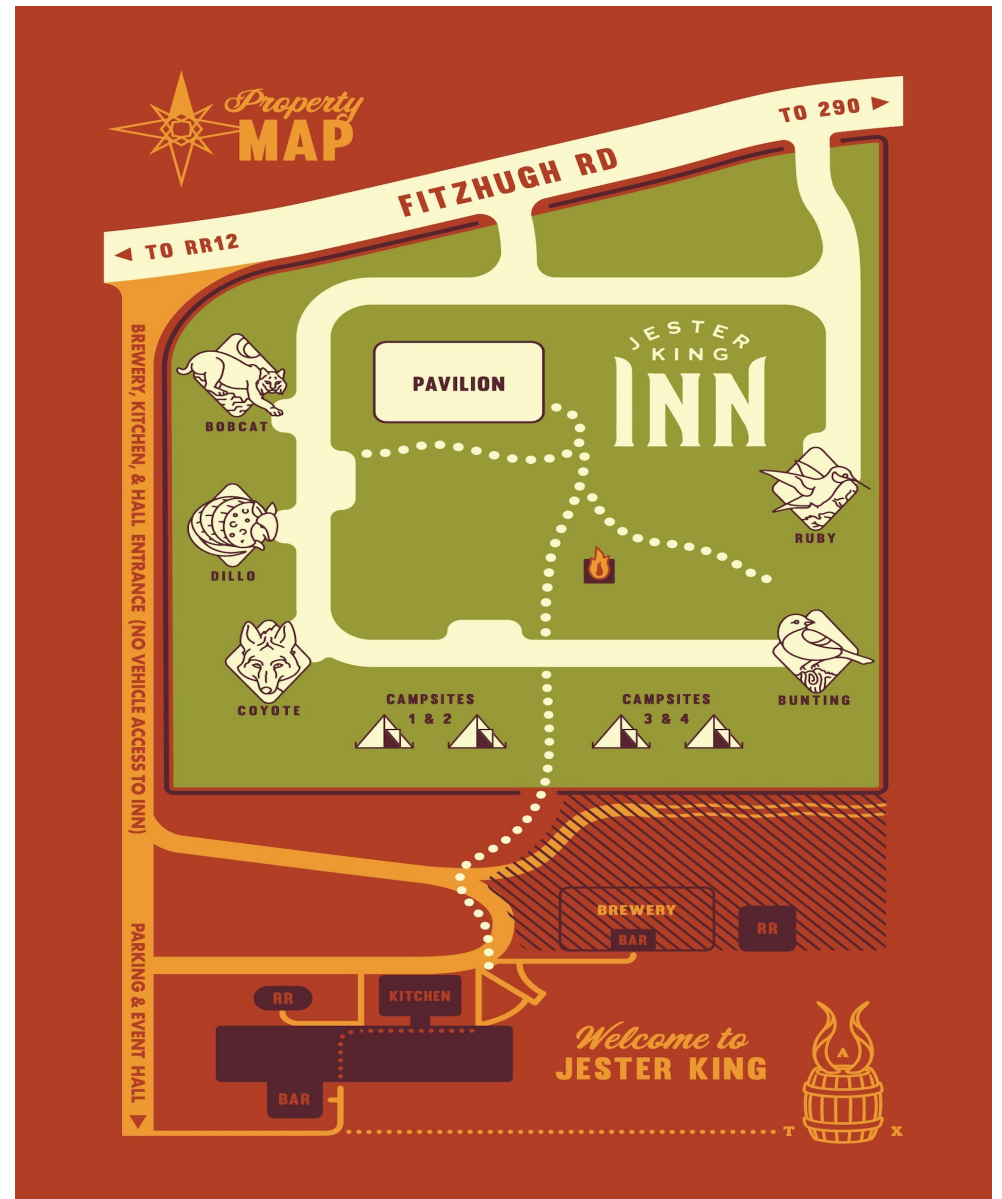 Property
MAP
TO 290
FITZHUGH RD
TO RR12
BREWERY, KITCHEN, & HALL ENTRANCE (NO VEHICLE ACCESS TO INN)
JESTER
KING
INN
PAVILION
BOBCAT
RUBY
DILLO
COYOTE
BUNTING
CAMPSITES
1 & 2
CAMPSITES
3 & 4
BREWERY
BAR
RR
PARKING & EVENT HALL
RR
KITCHEN
BAR
Welcome to
JESTER KING
A
T X